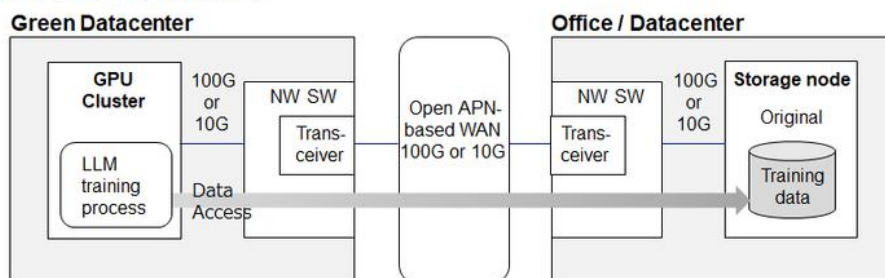 Green Datacenter
Office / Datacenter
GPU
Cluster
100G
or
10G
NW SW
Trans-
ceiver
LLM
training
process
Data
Access
Open APN-
based WAN
100G or 10G
NW SW
Trans-
ceiver
100G
or
10G
Storage node
Original
Training
data